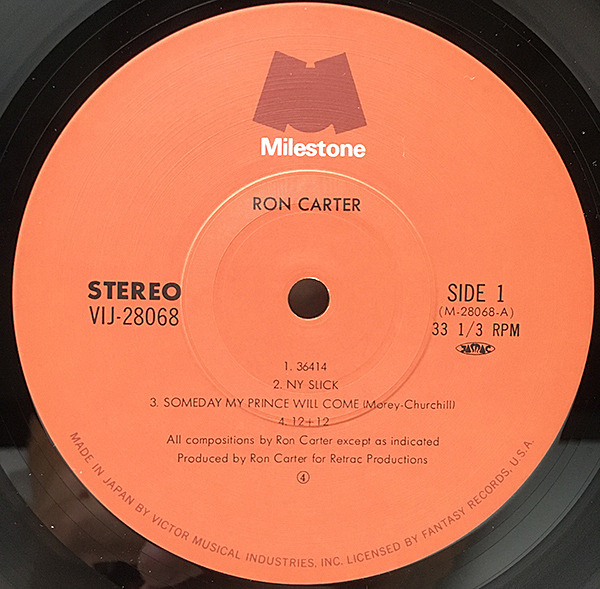 Milestone
RON CARTER
STEREO
VIJ-28068
SIDE 1
(M-28068-A)
33 1/3 RPM
JASRAC
1. 36414
2. NY SLICK
3. SOMEDAY MY PRINCE WILL COME (Morey-Churchill)
4. 12+12
All compositions by Ron Carter except as indicated
Produced by Ron Carter for Retrac Productions
④
MADE IN JAPAN BY VICTOR MUSICAL INDUSTRIES, INC. LICENSED BY FANTASY RECORDS, U.S.A.